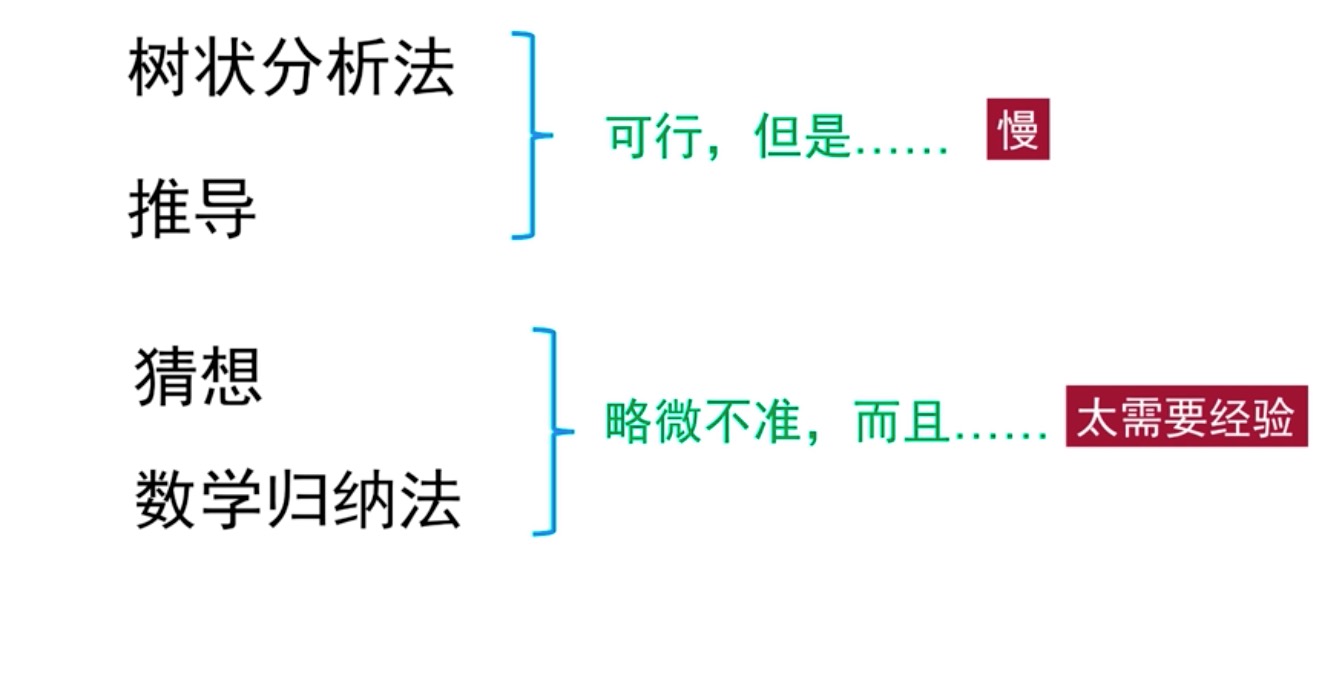 树状分析法
可行，但是…… 慢
推导
猜想
略微不准，而且…… 太需要经验
数学归纳法